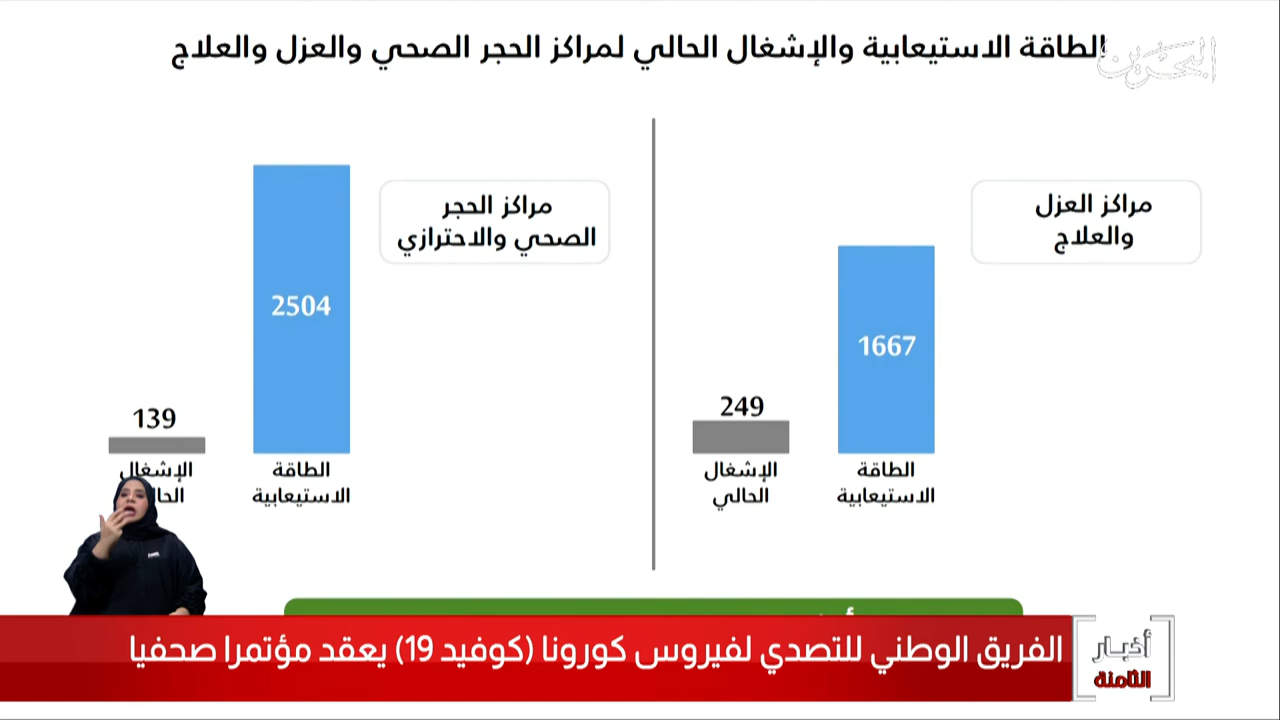 الطاقة الاستيعابية والإشغال الحالي لمراكز الحجر الصحي والعزل والعلاج
البحرين
مراكز العزل
والعلاج
1667
249
الطاقة
الاستيعابية
الإشغال
الحالي
مراكز الحجر
الصحي والاحترازي
2504
139
الطاقة
الاستيعابية
الإشغال
أخبار
الثامنة
الفريق الوطني للتصدي لفيروس كورونا (كوفيد 19) يعقد مؤتمرا صحفيا